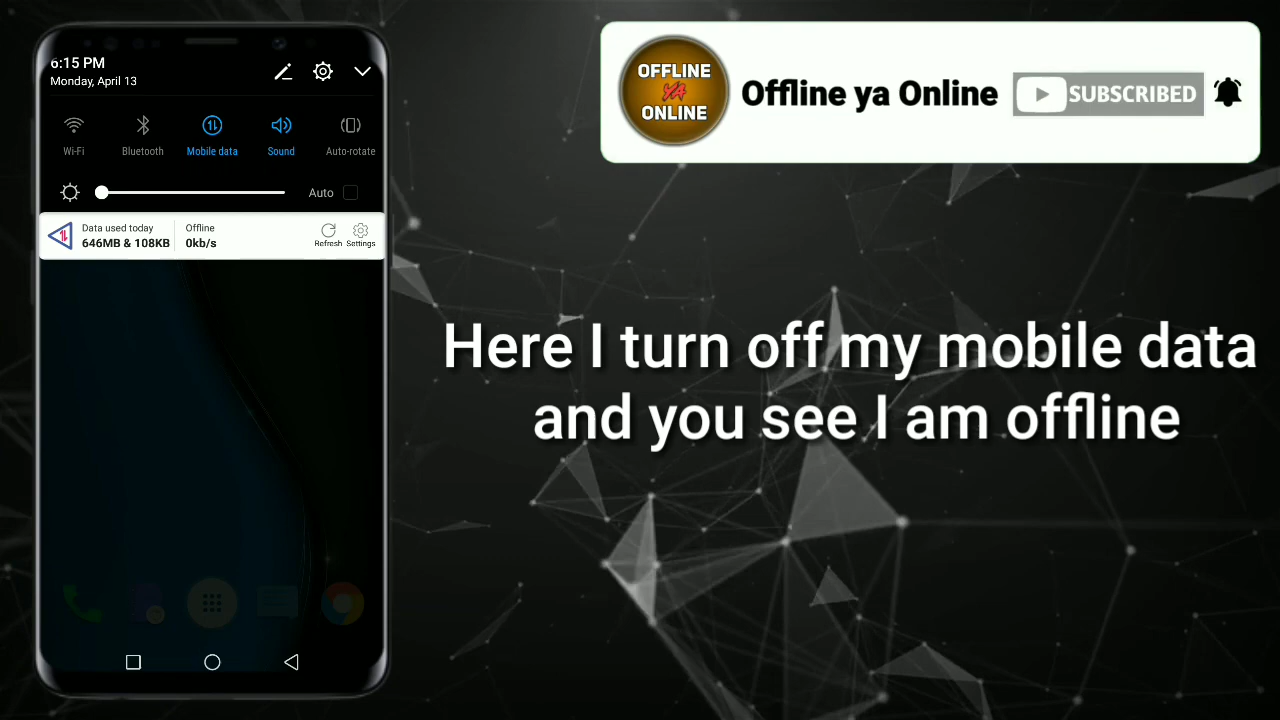 6:15 PM
Monday, April 13
Wi-Fi
Bluetooth
Mobile data
Sound
Auto-rotate
Auto
Data used today
646MB & 108KB
Offline
0kb/s
Refresh
Settings
OFFLINE
YA
ONLINE
Offline ya Online
SUBSCRIBED
Here I turn off my mobile data
and you see I am offline